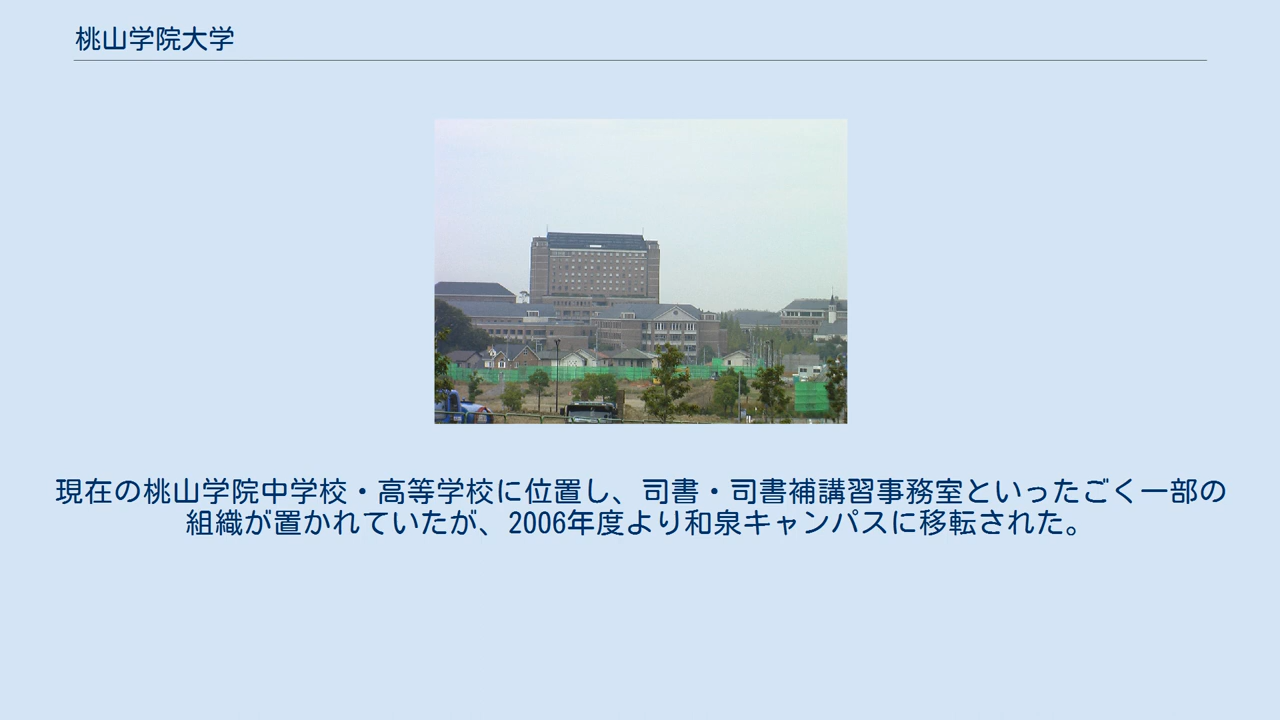 桃山学院大学
現在の桃山学院中学校・高等学校に位置し、司書・司書補講習事務室といったごく一部の
組織が置かれていたが、2006年度より和泉キャンパスに移転された。